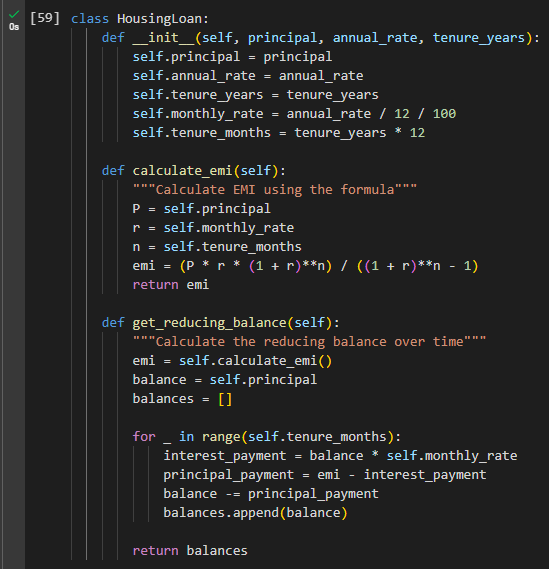 [59] class HousingLoan:
0s
    def __init__(self, principal, annual_rate, tenure_years):
        self.principal = principal
        self.annual_rate = annual_rate
        self.tenure_years = tenure_years
        self.monthly_rate = annual_rate / 12 / 100
        self.tenure_months = tenure_years * 12

    def calculate_emi(self):
        """Calculate EMI using the formula"""
        P = self.principal
        r = self.monthly_rate
        n = self.tenure_months
        emi = (P * r * (1 + r)**n) / ((1 + r)**n - 1)
        return emi

    def get_reducing_balance(self):
        """Calculate the reducing balance over time"""
        emi = self.calculate_emi()
        balance = self.principal
        balances = []

        for _ in range(self.tenure_months):
            interest_payment = balance * self.monthly_rate
            principal_payment = emi - interest_payment
            balance -= principal_payment
            balances.append(balance)

        return balances